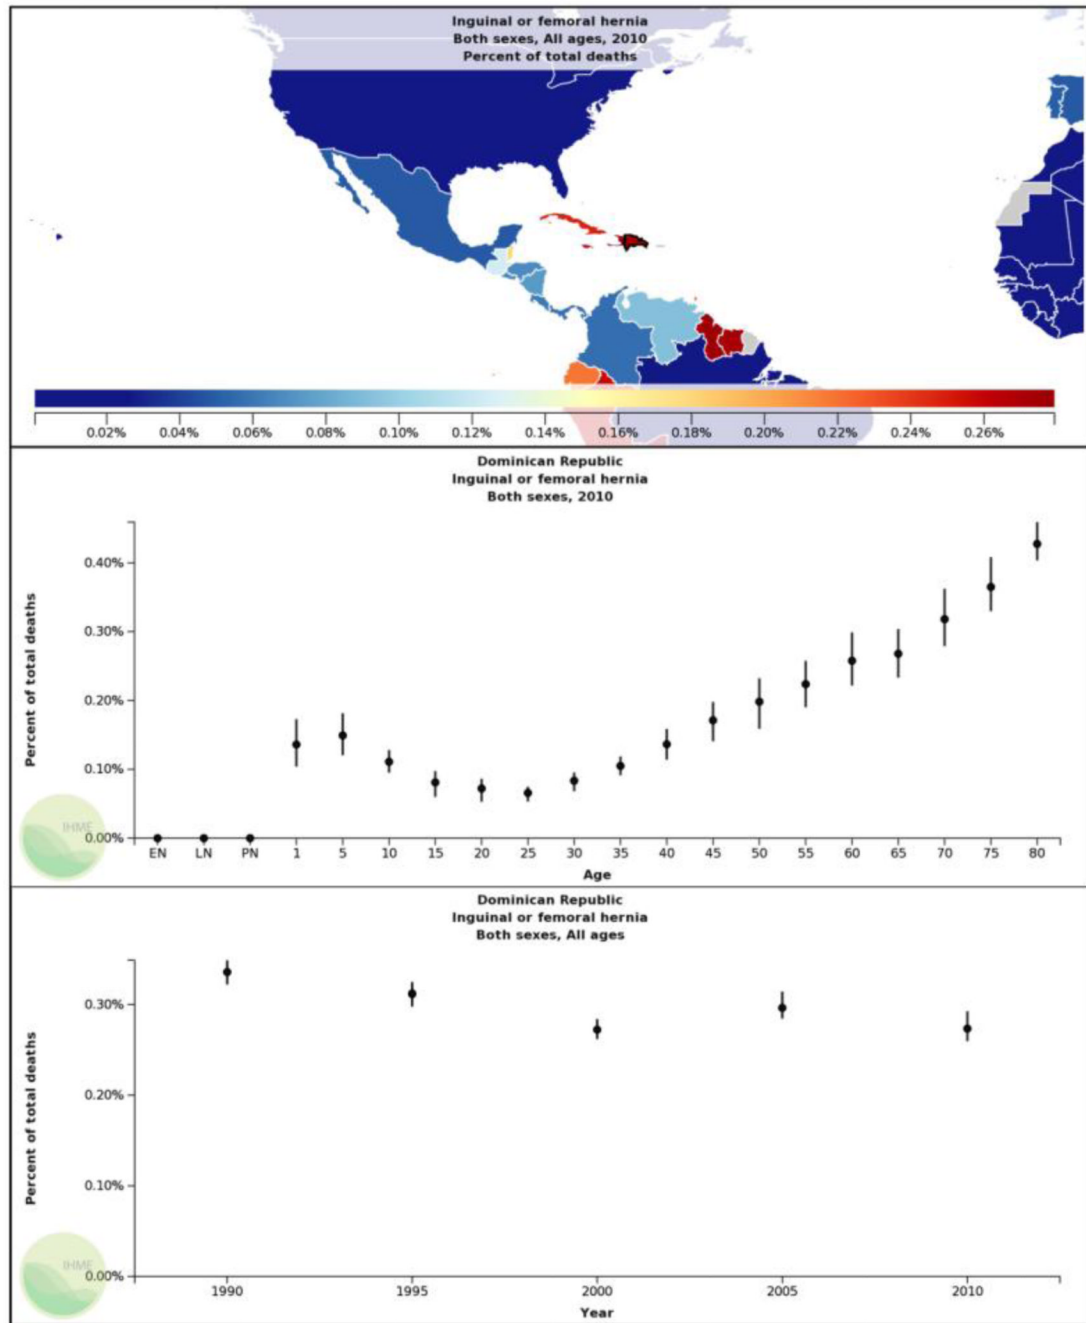 Inguinal or femoral hernia
Both sexes, All ages, 2010
Percent of total deaths
0.02% 0.04% 0.06% 0.08% 0.10% 0.12% 0.14% 0.16% 0.18% 0.20% 0.22% 0.24% 0.26%
Dominican Republic
Inguinal or femoral hernia
Both sexes, 2010
Percent of total deaths
0.40%
0.30%
0.20%
0.10%
0.00%
IHME
EN LN PN 1 5 10 15 20 25 30 35 40 45 50 55 60 65 70 75 80
Age
Dominican Republic
Inguinal or femoral hernia
Both sexes, All ages
Percent of total deaths
0.30%
0.20%
0.10%
IHME
0.00%
1990 1995 2000 2005 2010
Year